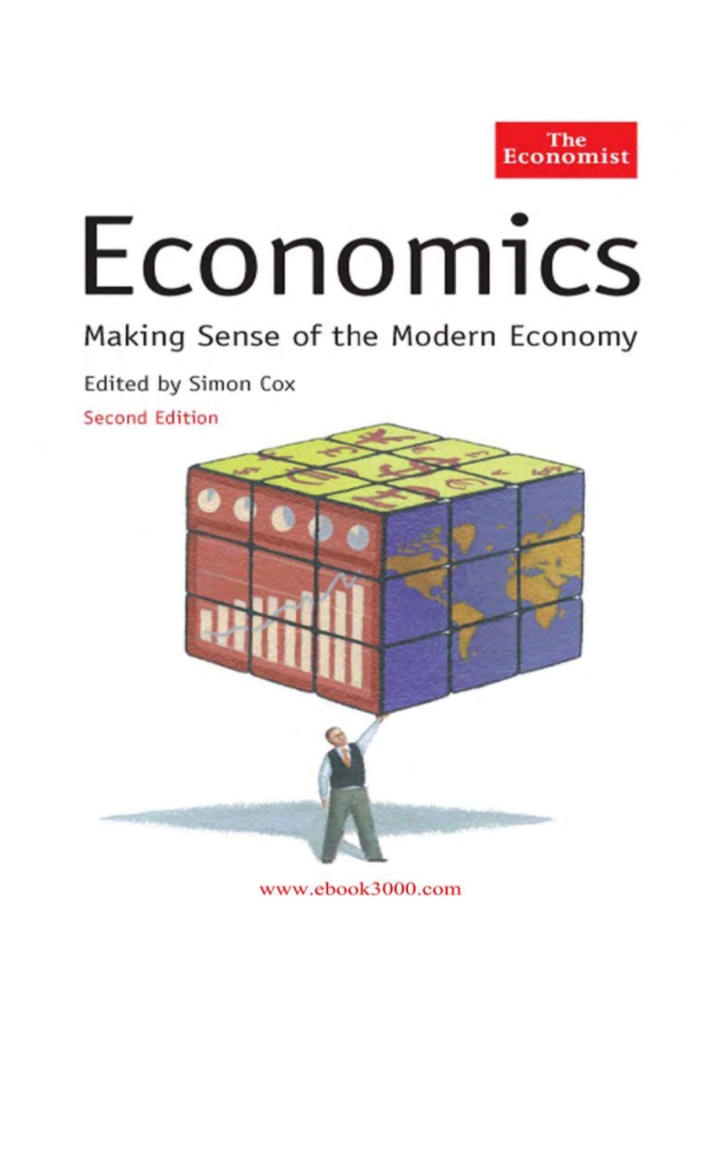 The
Economist
Economics
Making Sense of the Modern Economy
Edited by Simon Cox
Second Edition
www.ebook3000.com